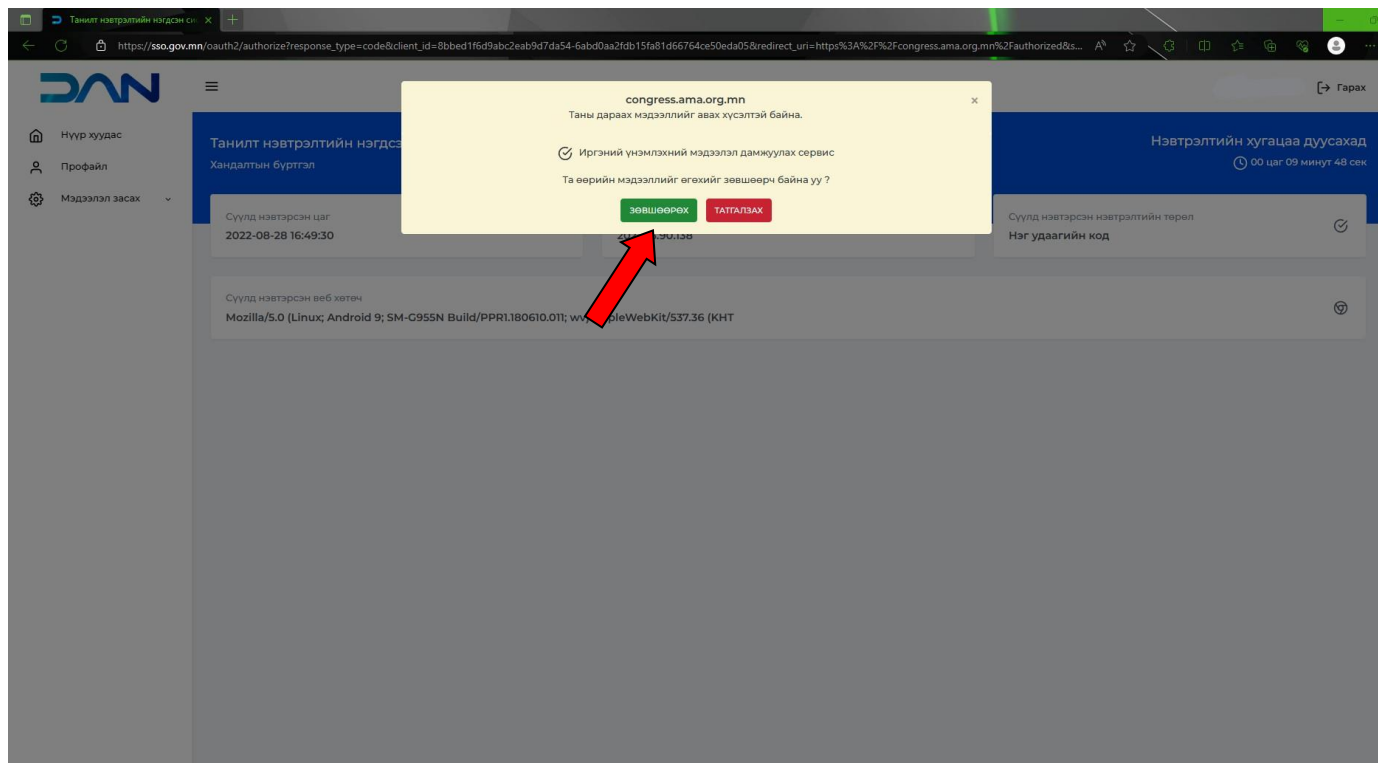 Танилт нэвтрэлтийн нэгдсэн си
https://sso.gov.mn/oauth2/authorize?response_type=code&client_id=8bbed1f6d9abc2eab9d7da54-6abd0aa2fdb15fa81d66764ce50eda05&redirect_uri=https%3A%2F%2Fcongress.ama.org.mn%2Fauthorized&s...
DAN
Гарах
congress.ama.org.mn
Таны дараах мэдээллийг авах хүсэлтэй байна.
Иргэний үнэмлэхний мэдээлэл дамжуулах сервис
Та өөрийн мэдээллийг өгөхийг зөвшөөрч байна уу ?
ЗӨВШӨӨРӨХ ТАТГАЛЗАХ
Нүүр хуудас
Профайл
Мэдээлэл засах
Танилт нэвтрэлтийн нэгдсэ
Хандалтын бүртгэл
Нэвтрэлтийн хугацаа дуусахад
00 цаг 09 минут 48 сек
Сүүлд нэвтэрсэн цаг
2022-08-28 16:49:30
.90.138
Сүүлд нэвтэрсэн нэвтрэлтийн төрөл
Нэг удаагийн код
Сүүлд нэвтэрсэн веб хөтөч
Mozilla/5.0 (Linux; Android 9; SM-G955N Build/PPR1.180610.011; wv pleWebKit/537.36 (KHT